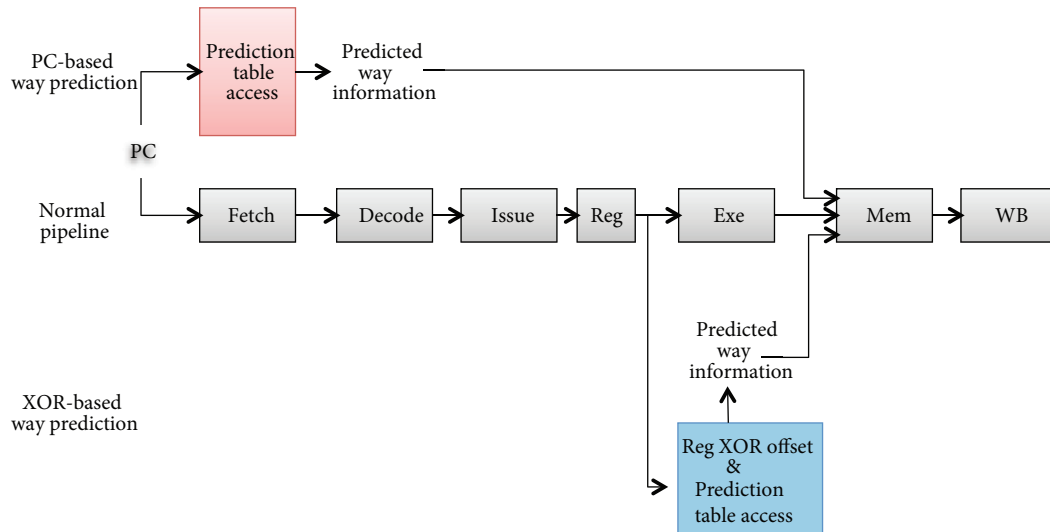 PC-based
way prediction
Prediction
table
access
Predicted
way
information
PC
Normal
pipeline
Fetch
Decode
Issue
Reg
Exe
Mem
WB
Predicted
way
information
XOR-based
way prediction
Reg XOR offset
&
Prediction
table access